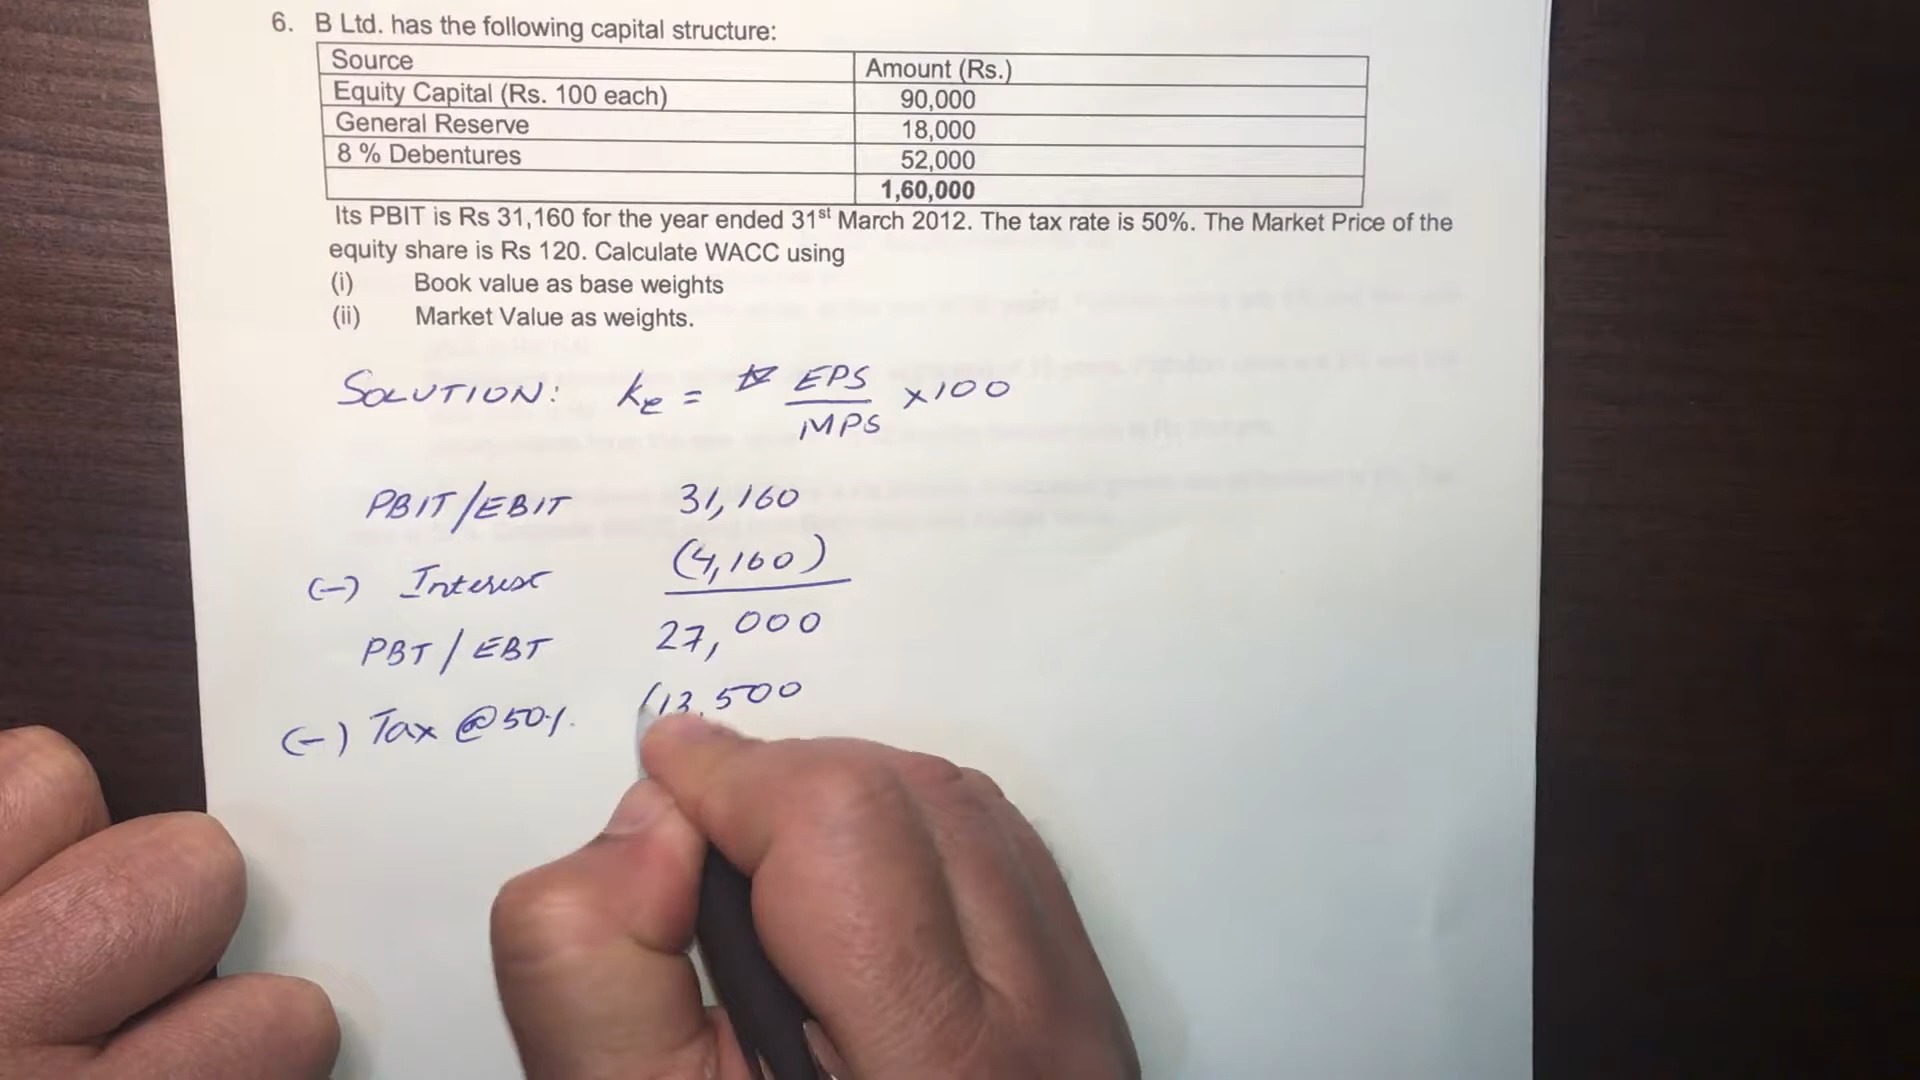 6. B Ltd. has the following capital structure:
Source Amount (Rs.)
Equity Capital (Rs. 100 each) 90,000
General Reserve 18,000
8 % Debentures 52,000
1,60,000
Its PBIT is Rs 31,160 for the year ended 31st March 2012. The tax rate is 50%. The Market Price of the
equity share is Rs 120. Calculate WACC using
(i) Book value as base weights
(ii) Market Value as weights.
SOLUTION: ke = EPS/MPS ×100
PBIT/EBIT 31,160
(-) Interest (4,160)
PBT/EBT 27,000
(-) Tax @50%. (13,500